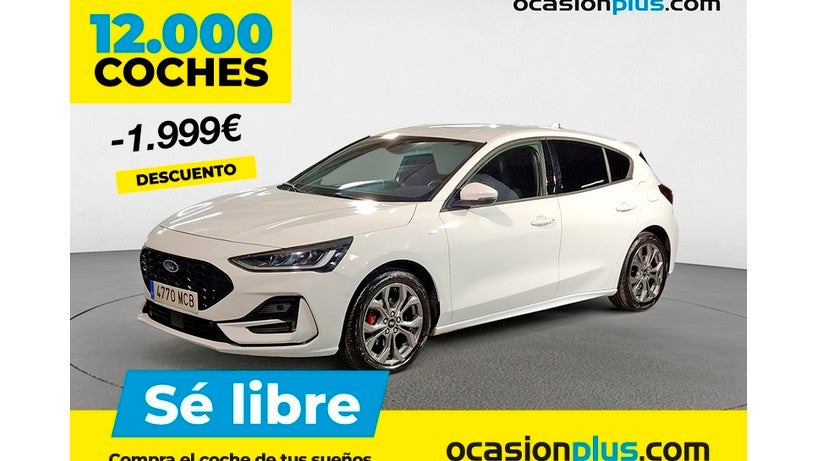 ocasionplus.com
12.000
COCHES
-1.999€
DESCUENTO
Ford
4770 MCB
Sé libre
Compra el coche de tus sueños
ocasionplus.com